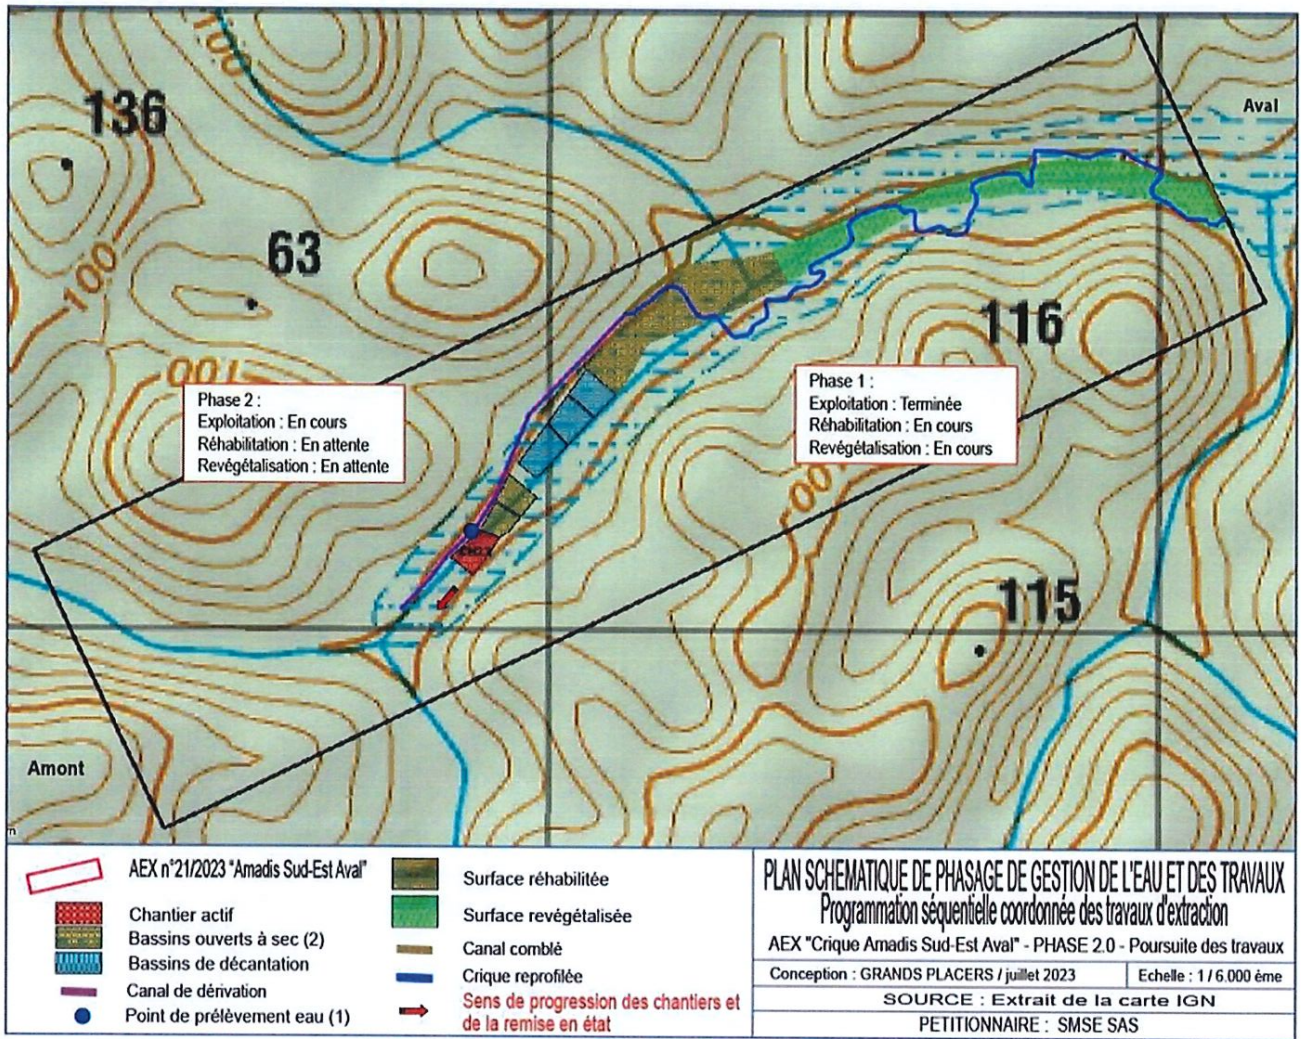 100
136
Aval
63
100
116
001
Phase 2 :
Exploitation : En cours
Réhabilitation : En attente
Revégétalisation : En attente
Phase 1 :
Exploitation : Terminée
Réhabilitation : En cours
Revégétalisation : En cours
001
115
Amont
AEX n°21/2023 "Amadis Sud-Est Aval"
Chantier actif
Bassins ouverts à sec (2)
Bassins de décantation
Canal de dérivation
Point de prélèvement eau (1)
Surface réhabilitée
Surface revégétalisée
Canal comblé
Crique reprofilée
Sens de progression des chantiers et
de la remise en état
PLAN SCHEMATIQUE DE PHASAGE DE GESTION DE L'EAU ET DES TRAVAUX
Programmation séquentielle coordonnée des travaux d'extraction
AEX "Crique Amadis Sud-Est Aval" - PHASE 2.0 - Poursuite des travaux
Conception : GRANDS PLACERS / juillet 2023
Echelle : 1 / 6.000 éme
SOURCE : Extrait de la carte IGN
PETITIONNAIRE : SMSE SAS